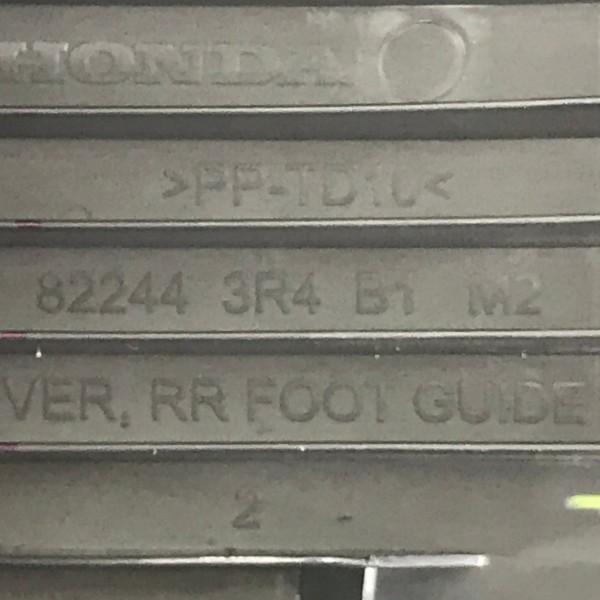 HONDA
>PP-TD10<
82244 3R4 B1 M2
VER, RR FOOT GUIDE
2 -